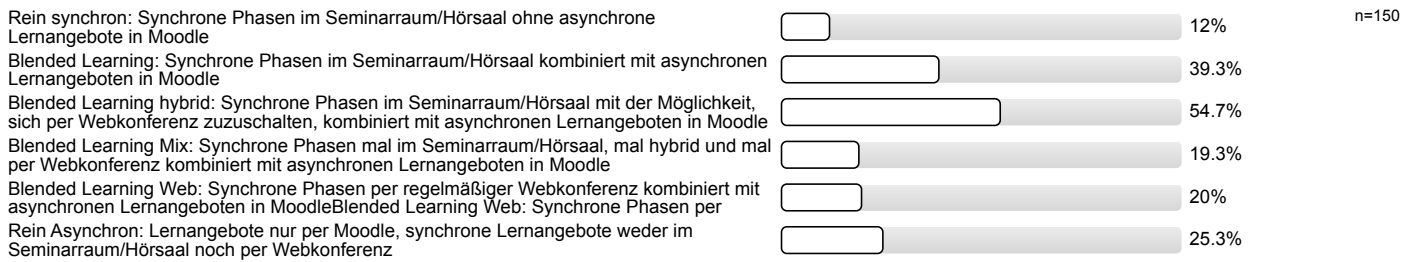 Rein synchron: Synchrone Phasen im Seminarraum/Hörsaal ohne asynchrone
Lernangebote in Moodle
12%
n=150
Blended Learning: Synchrone Phasen im Seminarraum/Hörsaal kombiniert mit asynchronen
Lernangeboten in Moodle
39.3%
Blended Learning hybrid: Synchrone Phasen im Seminarraum/Hörsaal mit der Möglichkeit,
sich per Webkonferenz zuzuschalten, kombiniert mit asynchronen Lernangeboten in Moodle
54.7%
Blended Learning Mix: Synchrone Phasen mal im Seminarraum/Hörsaal, mal hybrid und mal
per Webkonferenz kombiniert mit asynchronen Lernangeboten in Moodle
19.3%
Blended Learning Web: Synchrone Phasen per regelmäßiger Webkonferenz kombiniert mit
asynchronen Lernangeboten in MoodleBlended Learning Web: Synchrone Phasen per
20%
Rein Asynchron: Lernangebote nur per Moodle, synchrone Lernangebote weder im
Seminarraum/Hörsaal noch per Webkonferenz
25.3%